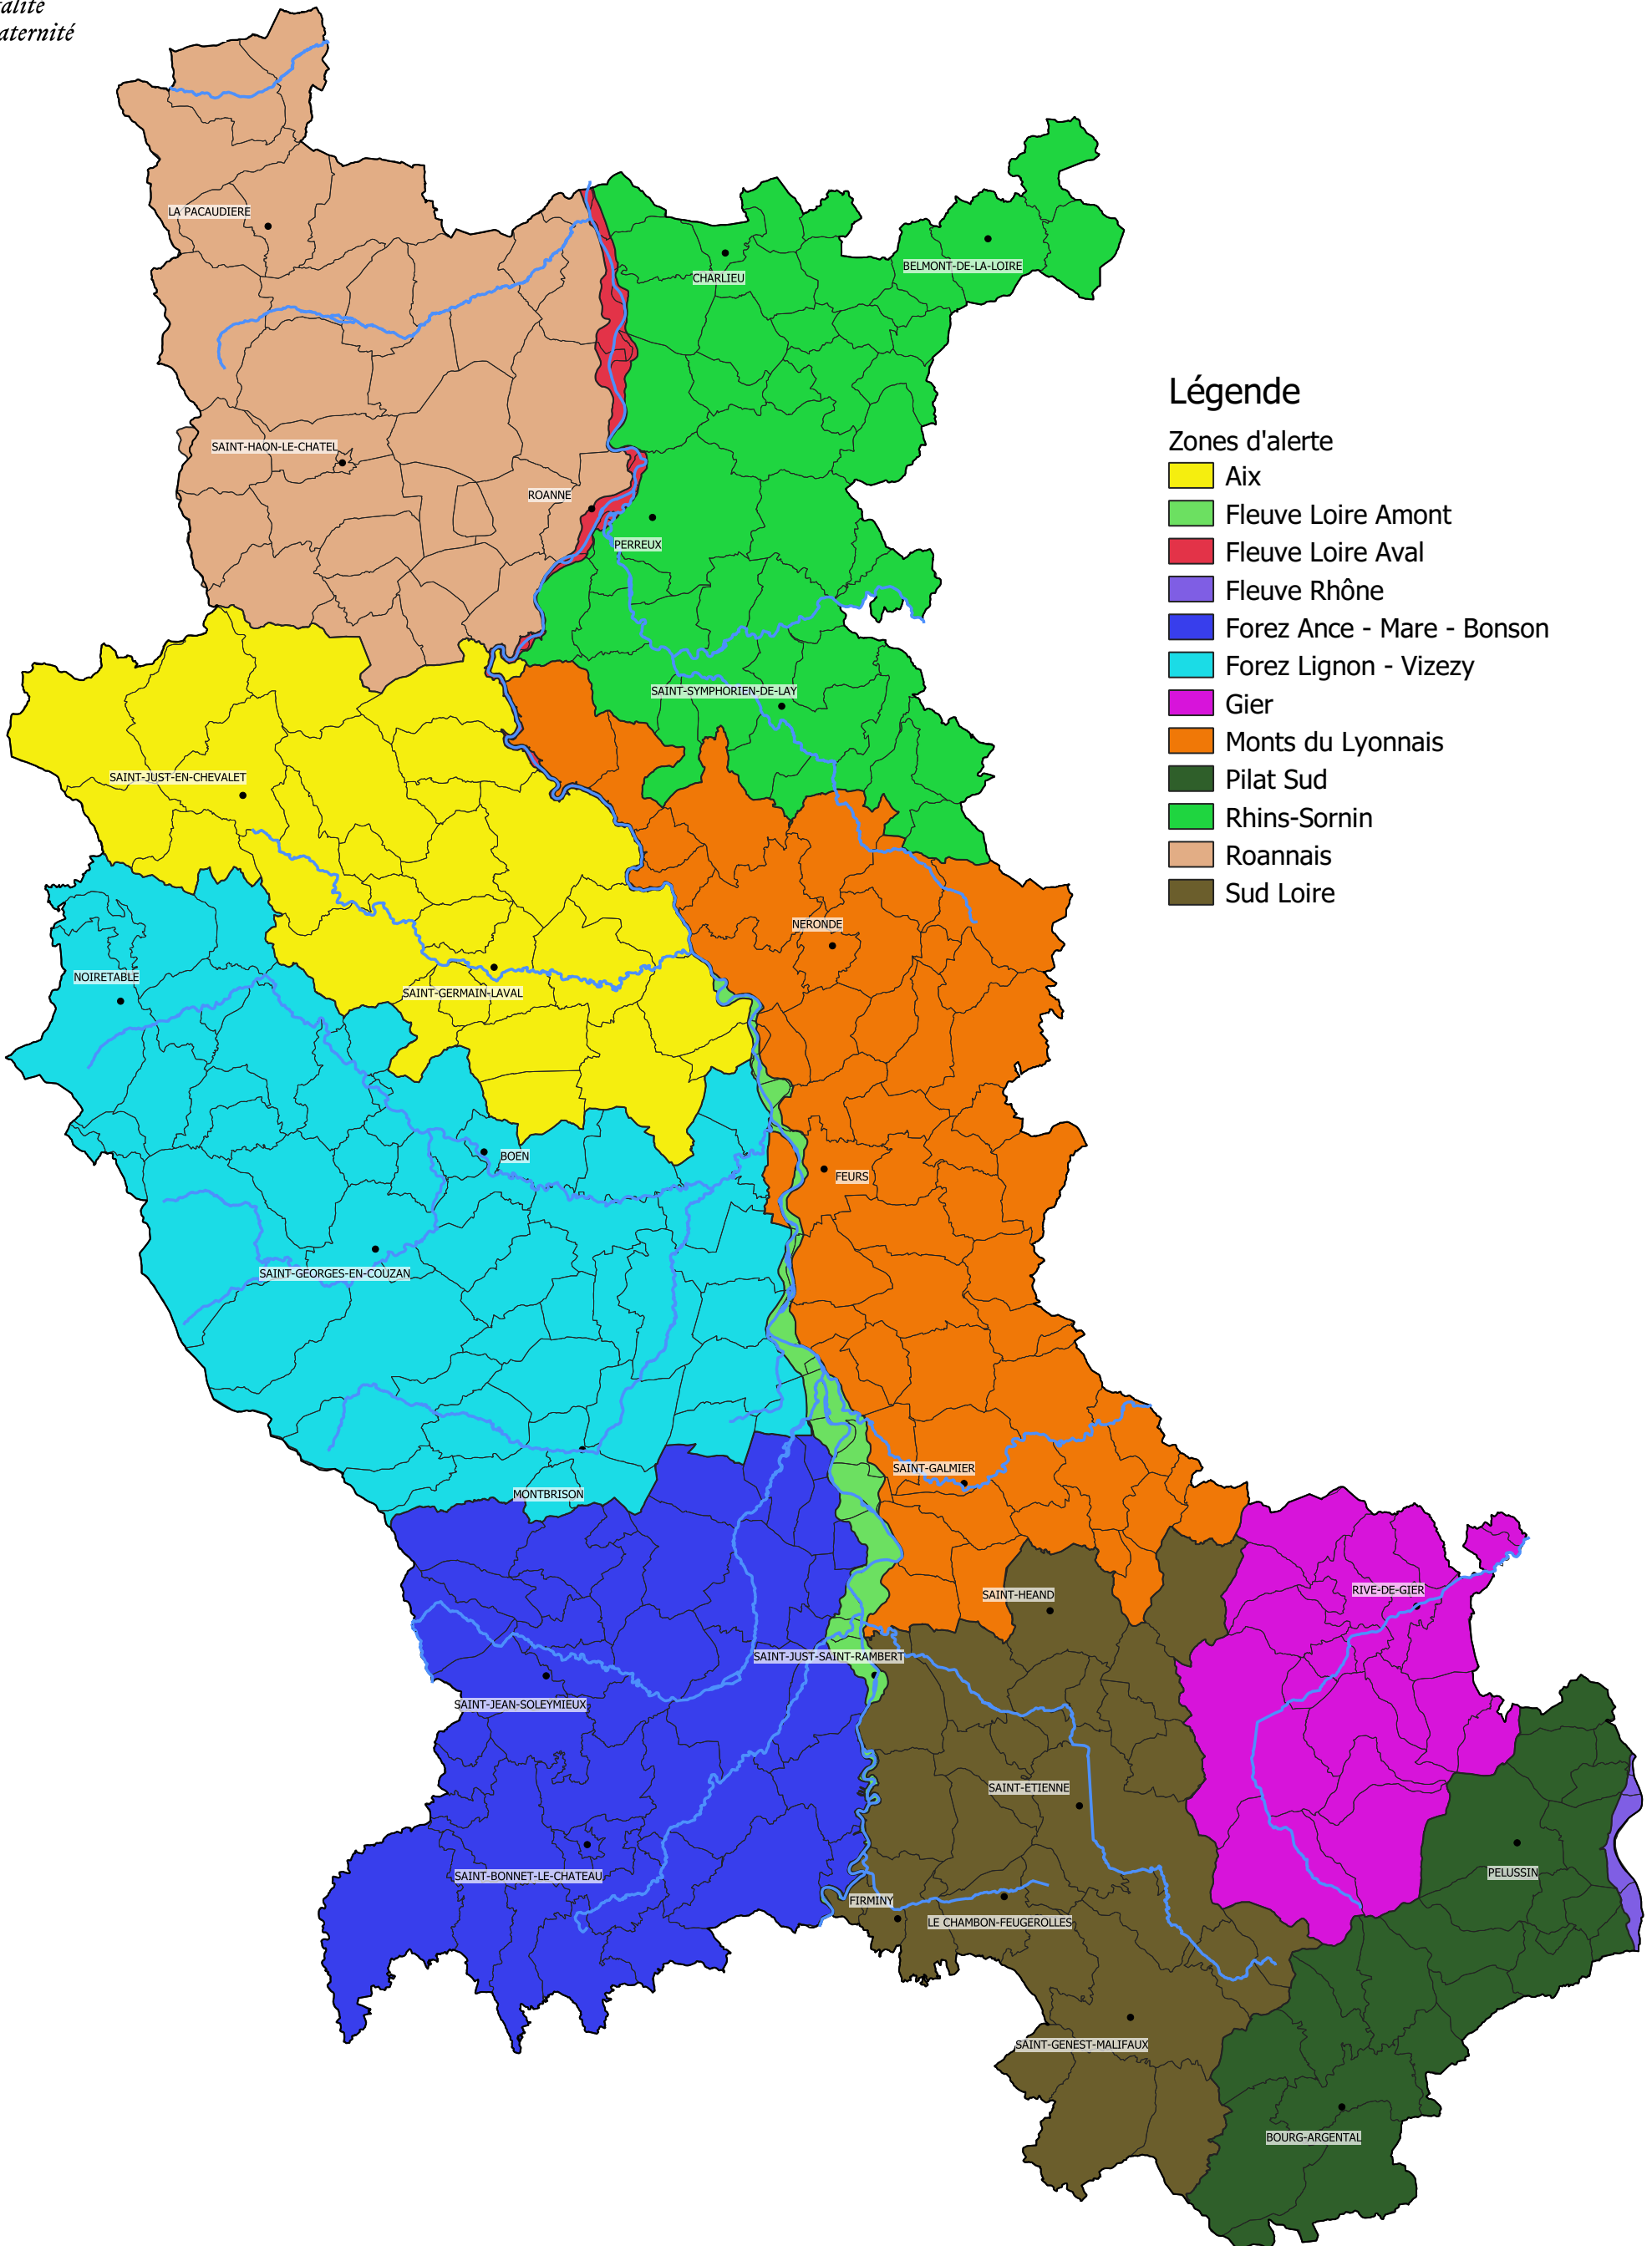 aternité
LA PACAUDIERE
CHARLIEU
BELMONT-DE-LA-LOIRE
Légende
Zones d'alerte
Aix
Fleuve Loire Amont
Fleuve Loire Aval
Fleuve Rhône
Forez Ance - Mare - Bonson
Forez Lignon - Vizezy
Gier
Monts du Lyonnais
Pilat Sud
Rhins-Sornin
Roannais
Sud Loire
SAINT-HAON-LE-CHATEL
ROANNE
PERREUX
SAINT-SYMPHORIEN-DE-LAY
SAINT-JUST-EN-CHEVALET
NERONDE
NOIRETABLE
SAINT-GERMAIN-LAVAL
BOEN
FEURS
SAINT-GEORGES-EN-COUZAN
SAINT-GALMIER
MONTBRISON
RIVE-DE-GIER
SAINT-HEAND
SAINT-JUST-SAINT-RAMBERT
SAINT-JEAN-SOLEYMIEUX
SAINT-ETIENNE
PELUSSIN
SAINT-BONNET-LE-CHATEAU
FIRMINY
LE CHAMBON-FEUGEROLLES
SAINT-GENEST-MALIFAUX
BOURG-ARGENTAL